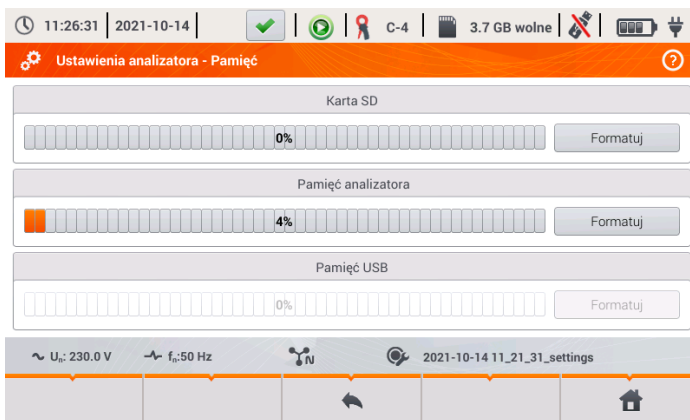 11:26:31 2021-10-14 C-4 3.7 GB wolne
Ustawienia analizatora - Pamięć ?
Karta SD
0% Formatuj
Pamięć analizatora
4% Formatuj
Pamięć USB
0% Formatuj
Un: 230.0 V fn:50 Hz N 2021-10-14 11_21_31_settings